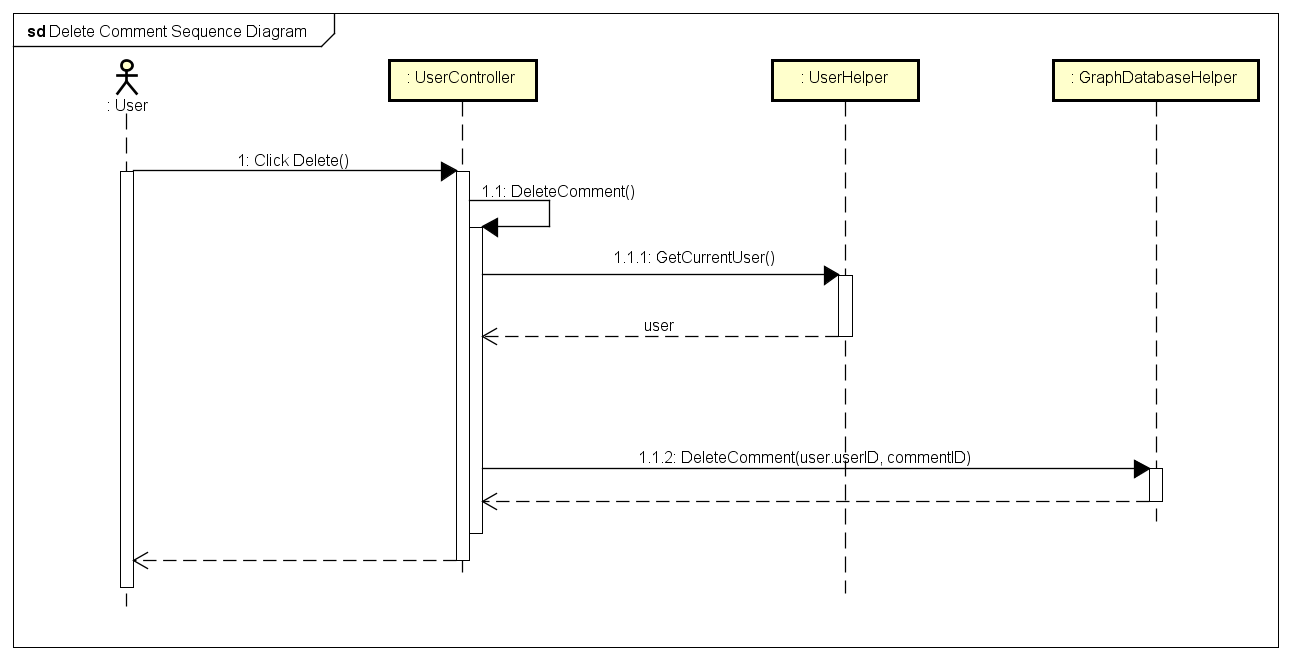 sd Delete Comment Sequence Diagram
: User
: UserController
: UserHelper
: GraphDatabaseHelper
1: Click Delete()
1.1: DeleteComment()
1.1.1: GetCurrentUser()
user
1.1.2: DeleteComment(user.userID, commentID)